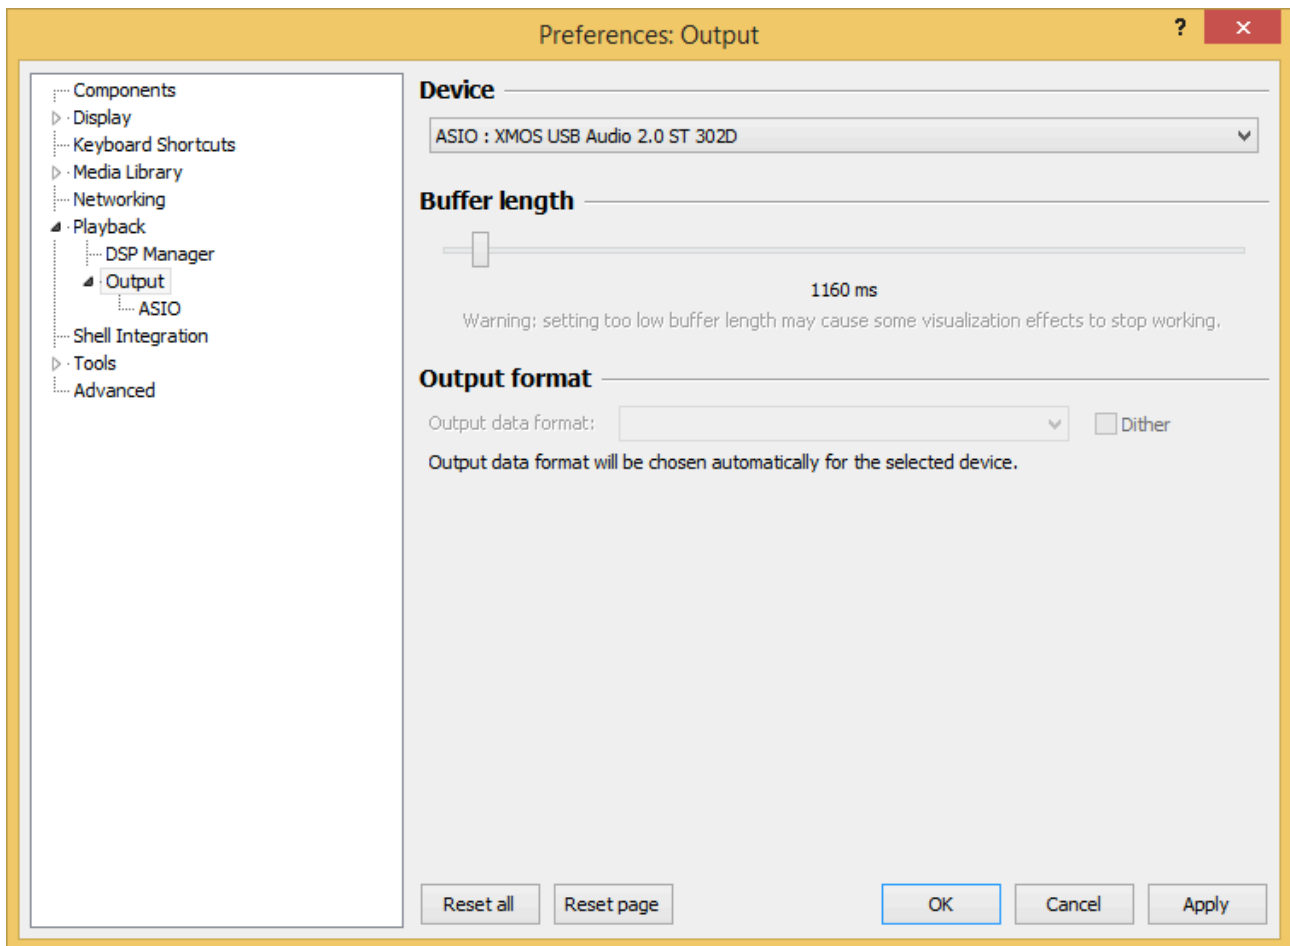 Preferences: Output
?
Components
Display
Keyboard Shortcuts
Media Library
Networking
Playback
DSP Manager
Output
ASIO
Shell Integration
Tools
Advanced
Device
ASIO : XMOS USB Audio 2.0 ST 302D
Buffer length
1160 ms
Warning: setting too low buffer length may cause some visualization effects to stop working.
Output format
Output data format: Dither
Output data format will be chosen automatically for the selected device.
Reset all Reset page OK Cancel Apply